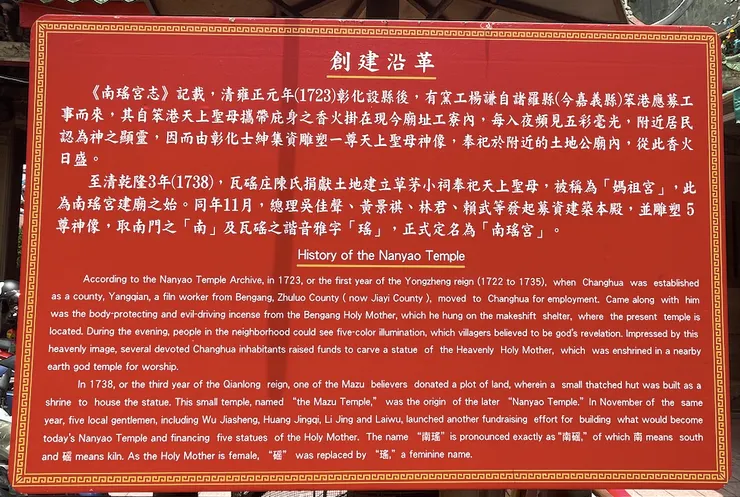 創建沿革
《南瑤宮志》記載，清雍正元年(1723)彰化設縣後，有窯工楊謙自諸羅縣(今嘉義縣)笨港應募工
事而來，其自笨港天上聖母攜帶庇身之香火掛在現今廟址工寮內，每入夜頻見五彩毫光，附近居民
認為神之顯靈，因而由彰化士紳集資雕塑一尊天上聖母神像，奉祀於附近的土地公廟內，從此香火
日盛。
至清乾隆3年(1738)，瓦磘庄陳氏捐獻土地建立草茅小祠奉祀天上聖母，被稱為「媽祖宮」，此
為南瑤宮建廟之始。同年11月，總理吳佳聲、黃景祺、林君、賴武等發起募資建築本殿，並雕塑5
尊神像，取南門之「南」及瓦磘之諧音雅字「瑤」，正式定名為「南瑤宮」。
History of the Nanyao Temple
According to the Nanyao Temple Archive, in 1723, or the first year of the Yongzheng reign (1722 to 1735), when Changhua was established
as a county, Yangqian, a filn worker from Bengang, Zhuluo County ( now Jiayi County ), moved to Changhua for employment. Came along with him
was the body-protecting and evil-driving incense from the Bengang Holy Mother, which he hung on the makeshift shelter, where the present temple is
located. During the evening, people in the neighborhood could see five-color illumination, which villagers believed to be god's revelation. Impressed by this
heavenly image, several devoted Changhua inhabitants raised funds to carve a statue of the Heavenly Holy Mother, which was enshrined in a nearby
earth god temple for worship.
In 1738, or the third year of the Qianlong reign, one of the Mazu believers donated a plot of land, wherein a small thatched hut was built as a
shrine to house the statue. This small temple, named "the Mazu Temple," was the origin of the later "Nanyao Temple." In November of the same
year, five local gentlemen, including Wu Jiasheng, Huang Jingqi, Li Jing and Laiwu, launched another fundraising effort for building what would become
today's Nanyao Temple and financing five statues of the Holy Mother. The name "南瑤" is pronounced exactly as "南磘," of which 南 means south
and 磘 means kiln. As the Holy Mother is female, "磘" was replaced by "瑤," a feminine name.